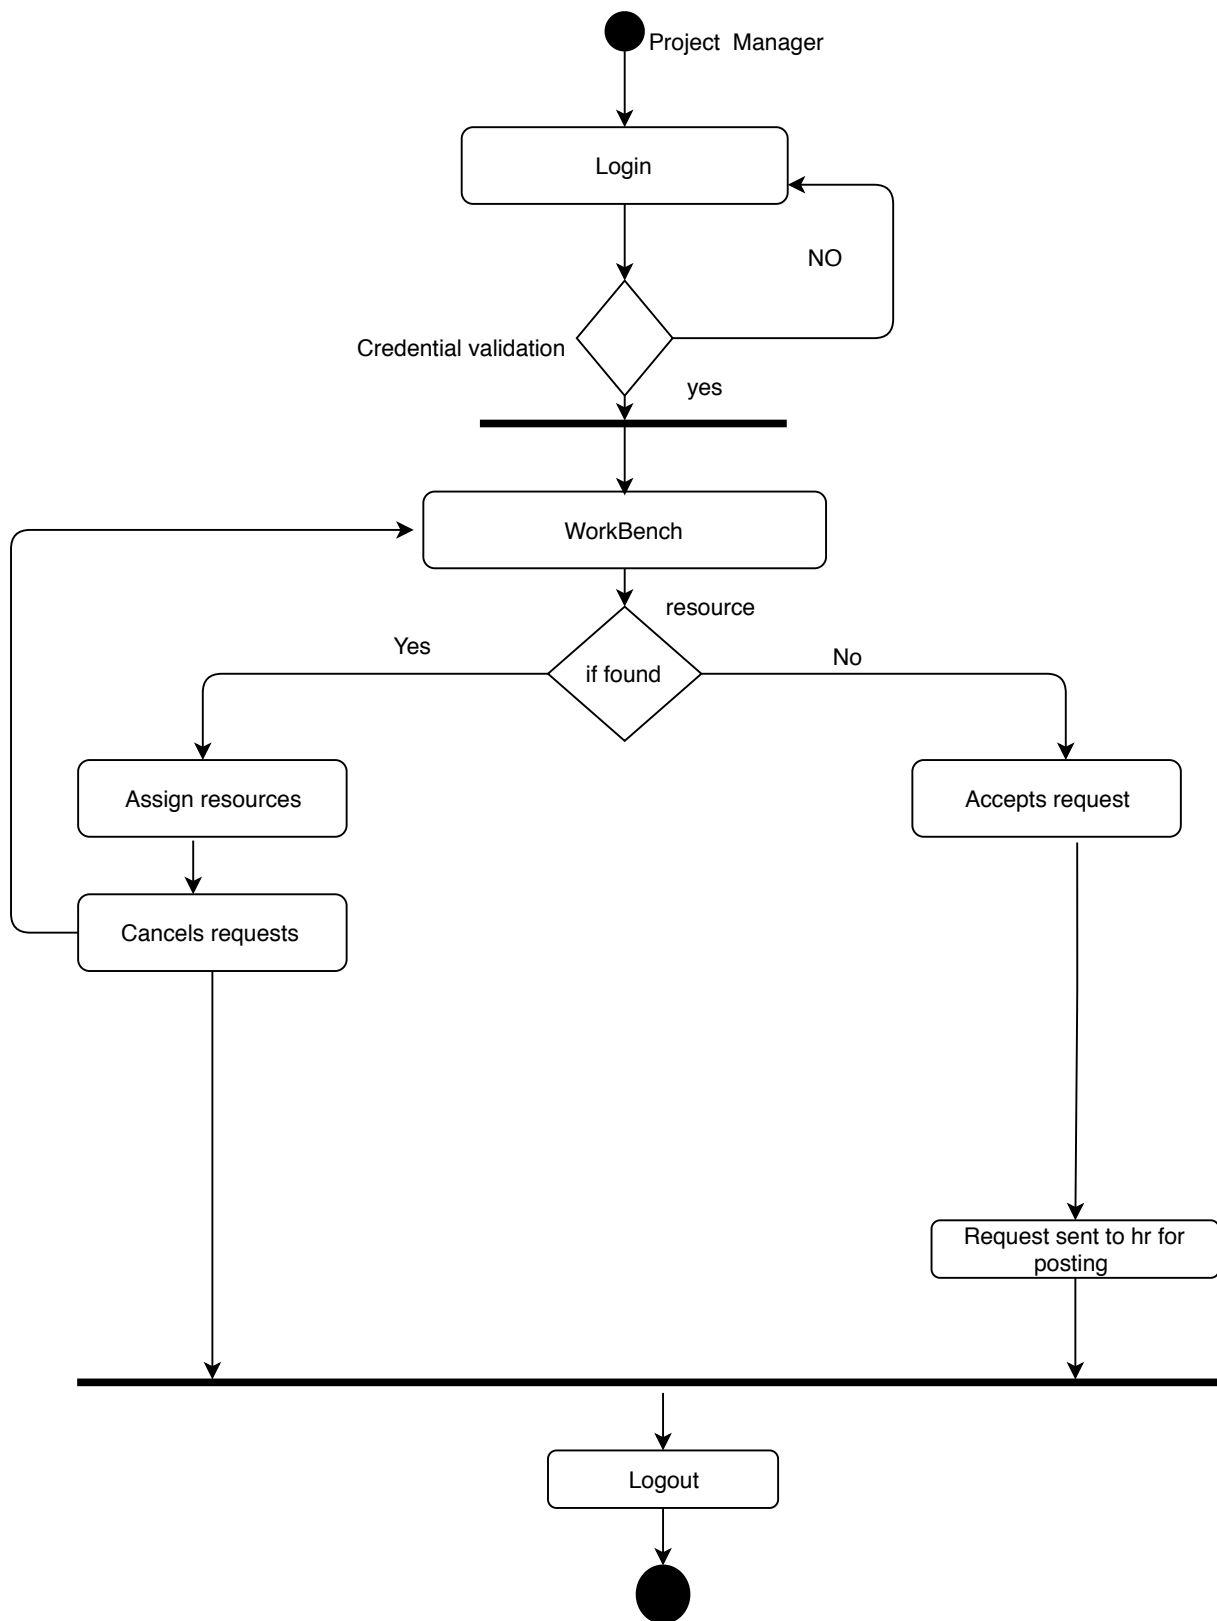 Project  Manager
Login
NO
Credential validation
yes
WorkBench
resource
Yes
if found
No
Assign resources
Accepts request
Cancels requests
Request sent to hr for
posting
Logout